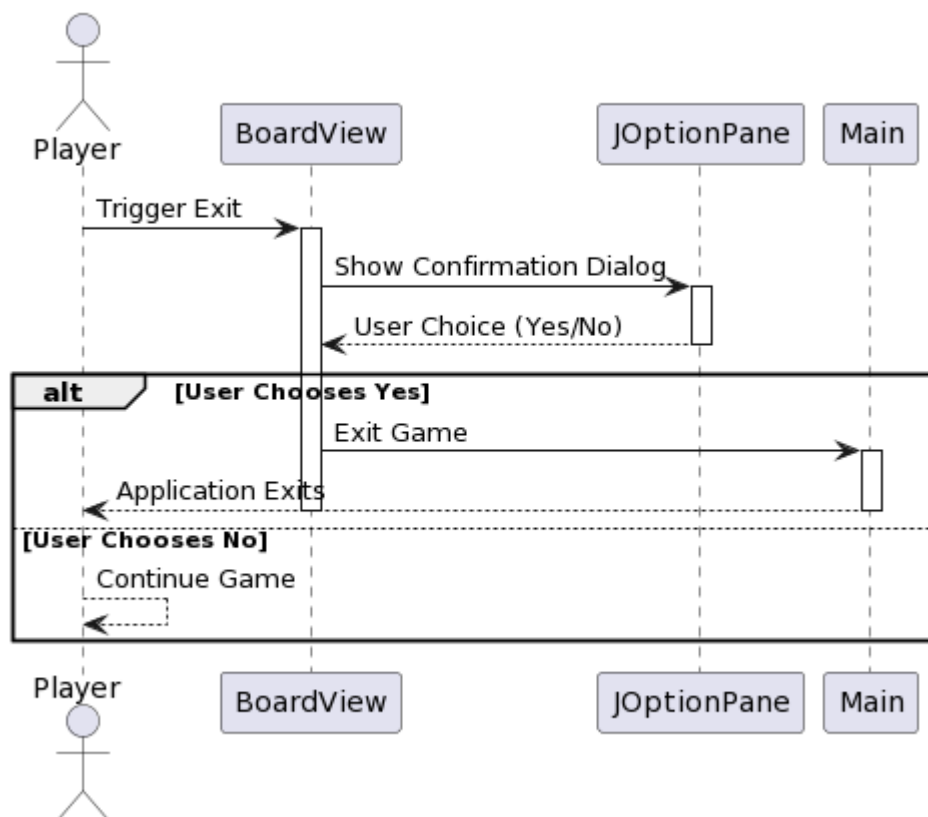 Player
BoardView
JOptionPane
Main
Trigger Exit
Show Confirmation Dialog
User Choice (Yes/No)
alt
[User Chooses Yes]
Exit Game
Application Exits
[User Chooses No]
Continue Game
Player
BoardView
JOptionPane
Main